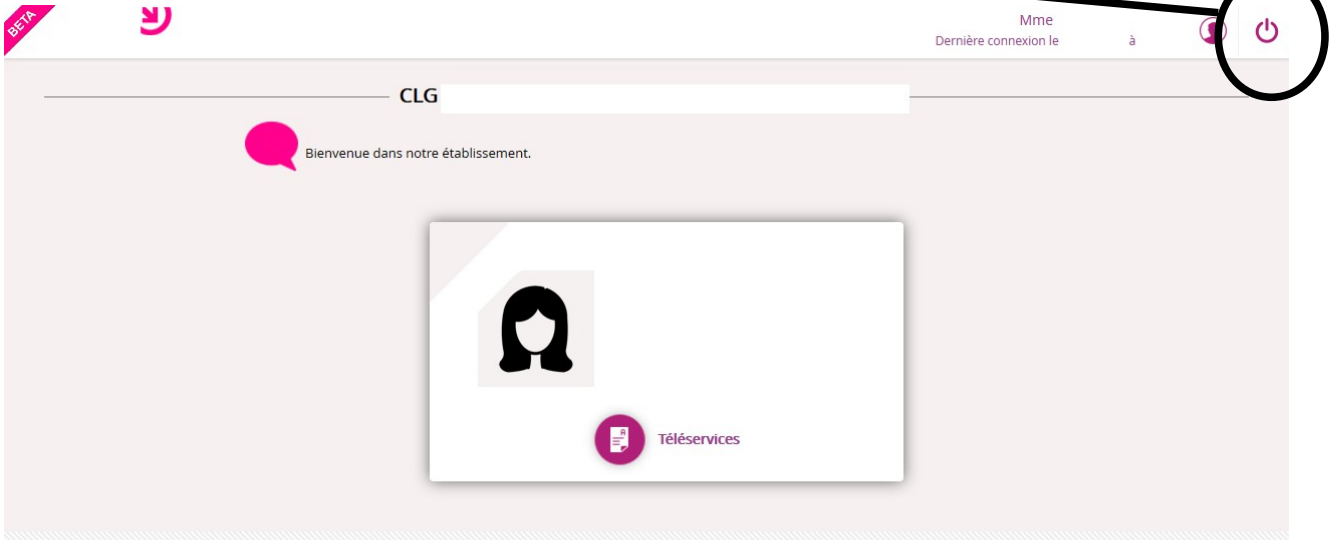 BETA
Mme
Dernière connexion le à
CLG
Bienvenue dans notre établissement.
Téléservices